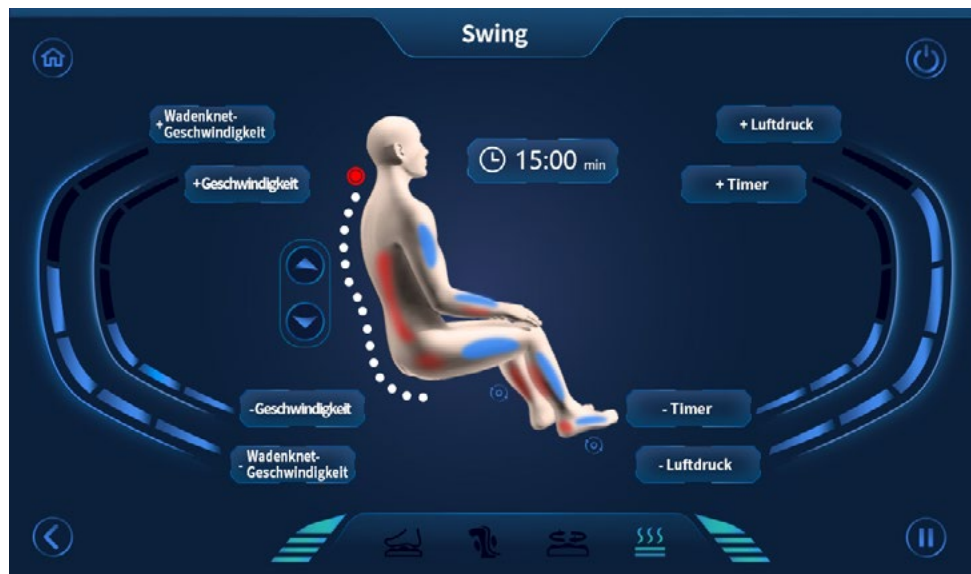 Swing
+Wadenknet-
Geschwindigkeit
+Geschwindigkeit
15:00 min
+ Luftdruck
+ Timer
-Geschwindigkeit
- Wadenknet-
Geschwindigkeit
- Timer
- Luftdruck